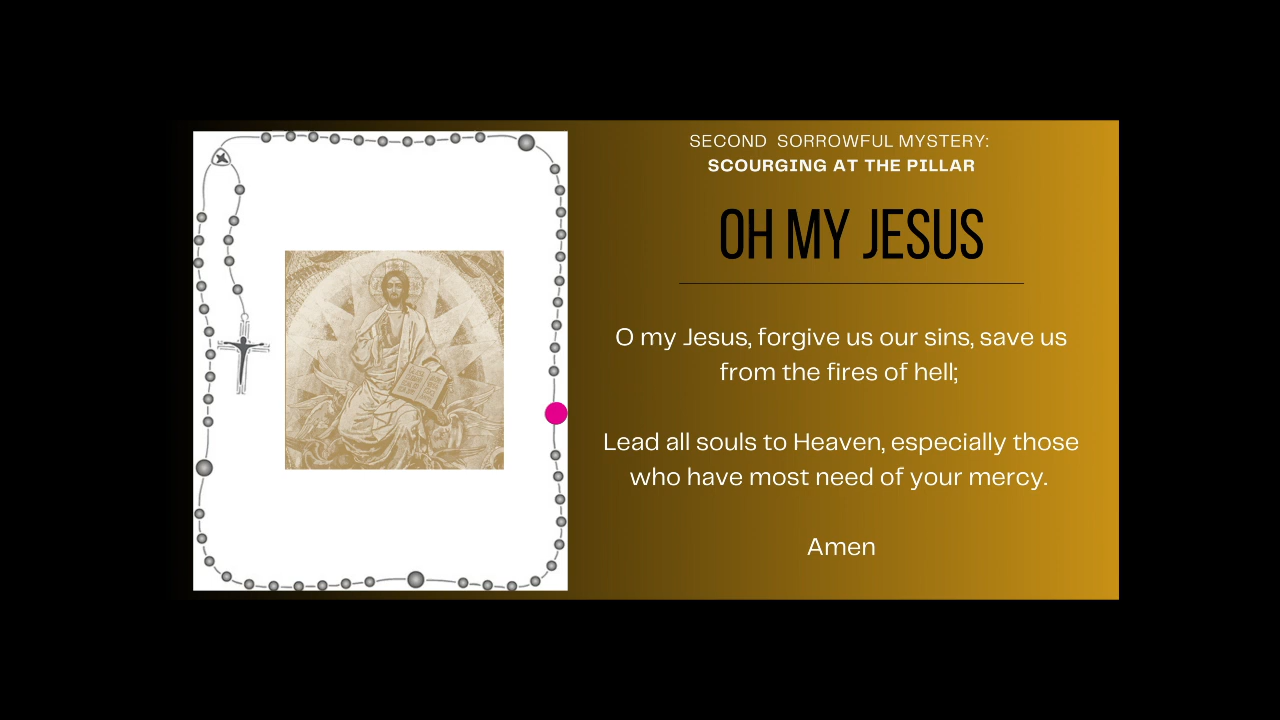 SECOND SORROWFUL MYSTERY:
SCOURGING AT THE PILLAR
OH MY JESUS
O my Jesus, forgive us our sins, save us
from the fires of hell;
Lead all souls to Heaven, especially those
who have most need of your mercy.
Amen